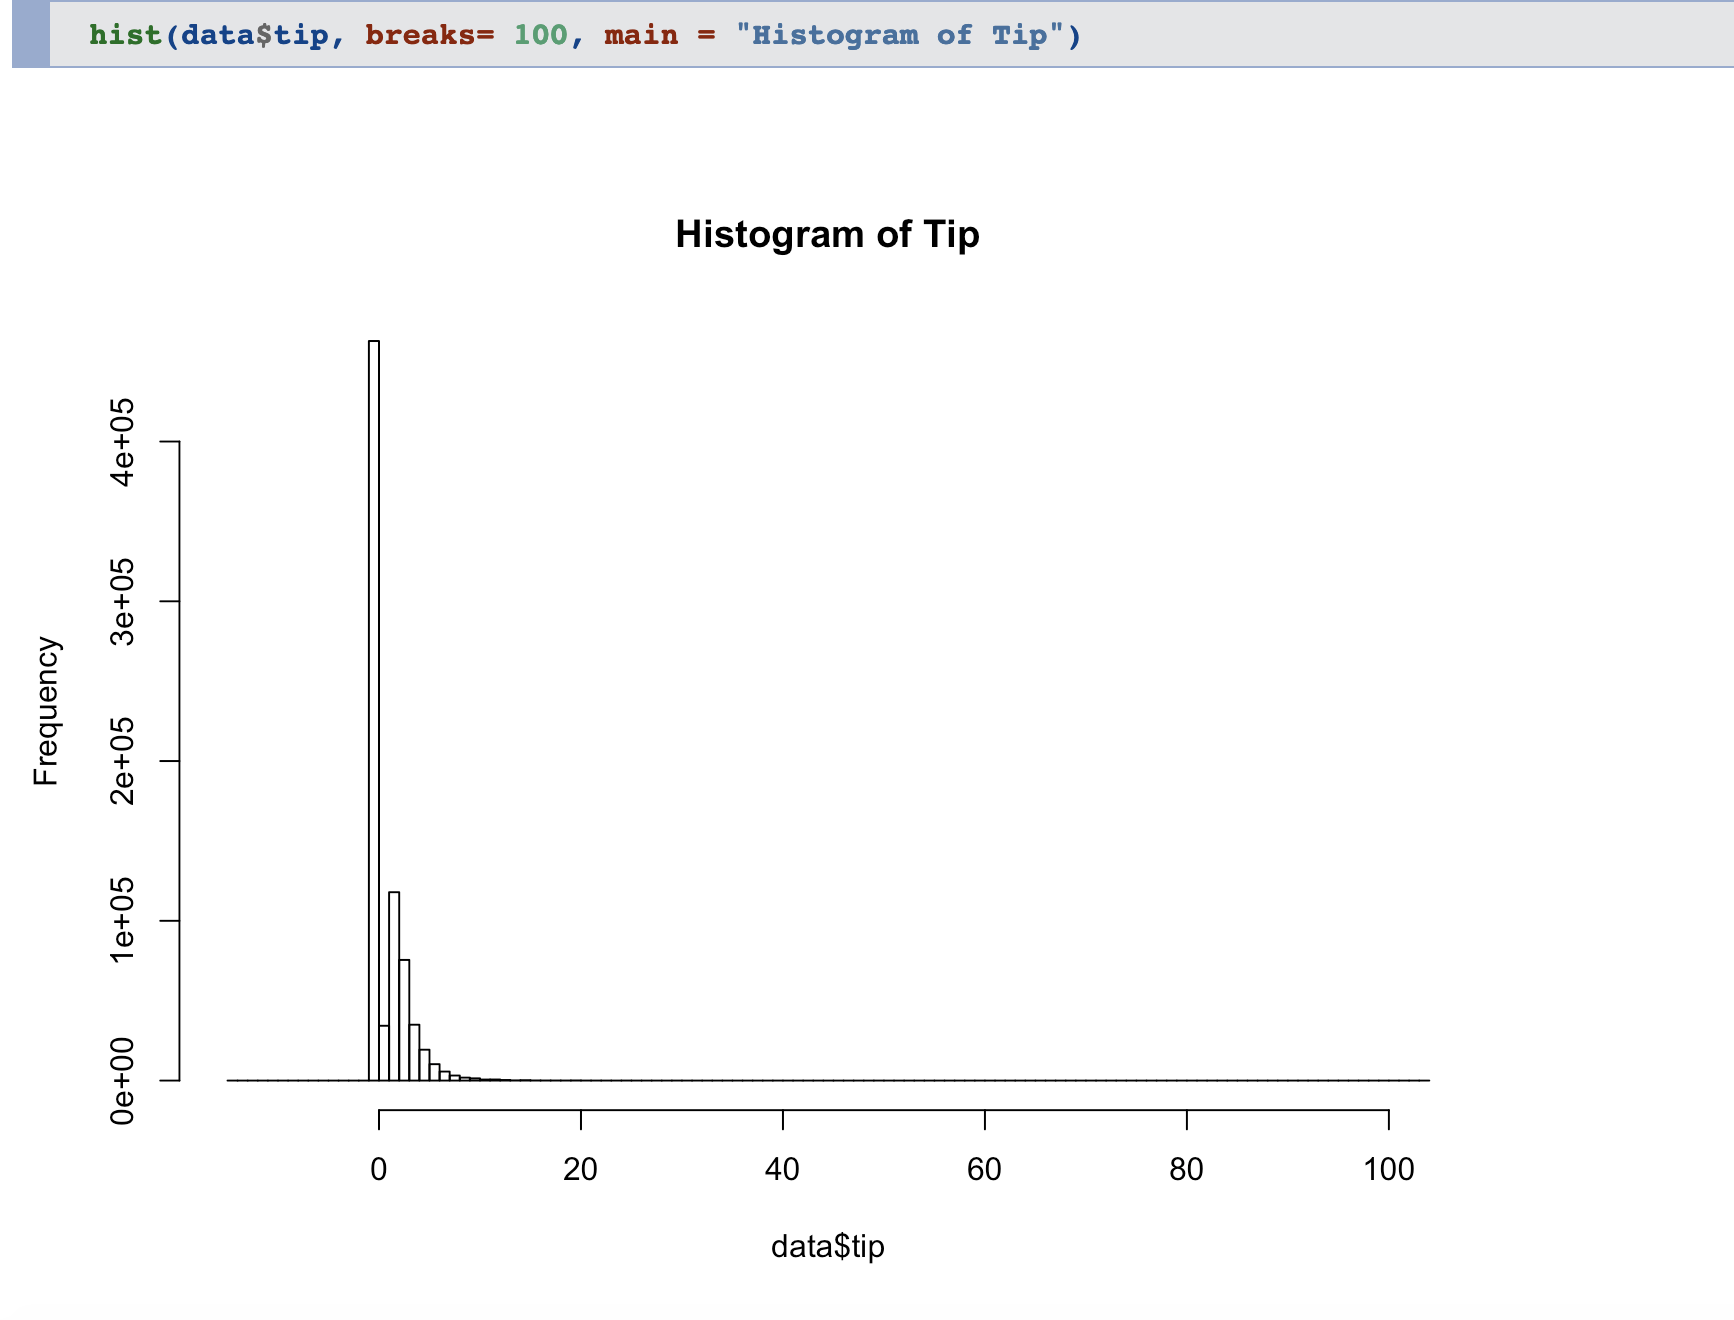 hist(data$tip, breaks= 100, main = "Histogram of Tip")
Histogram of Tip
Frequency
4e+05
3e+05
2e+05
1e+05
0e+00
0 20 40 60 80 100
data$tip